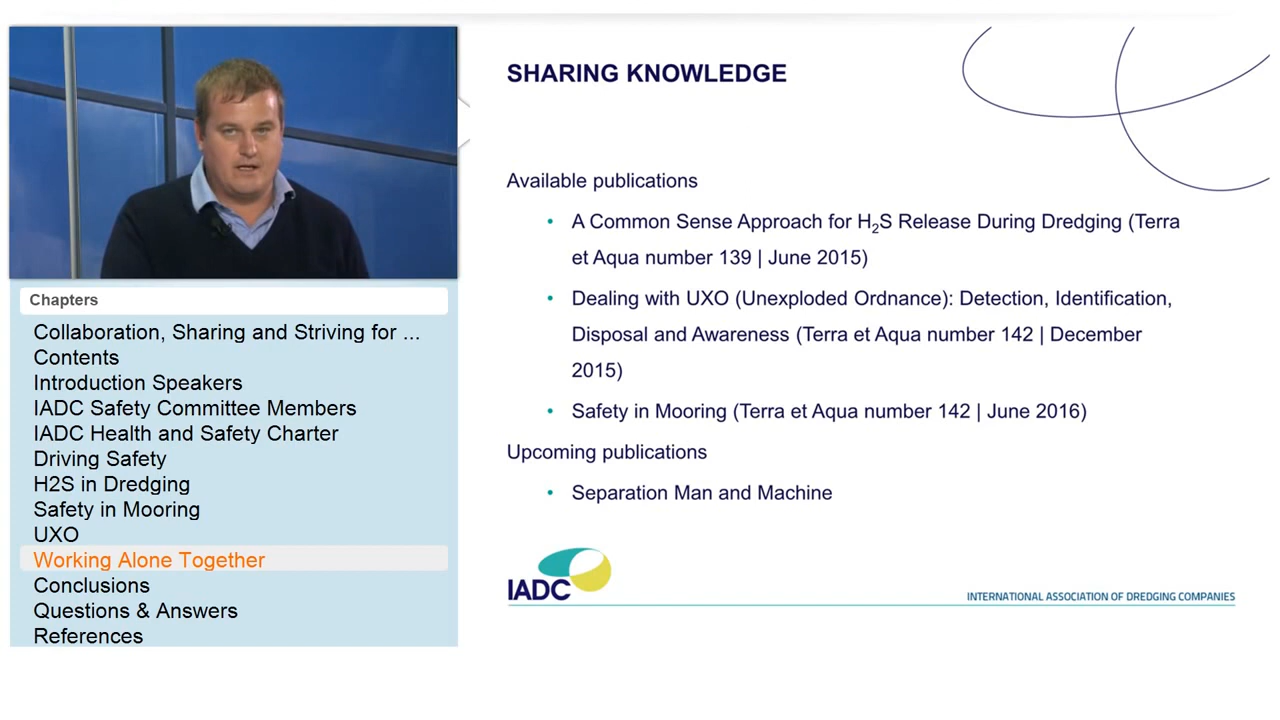 SHARING KNOWLEDGE
Available publications
• A Common Sense Approach for H₂S Release During Dredging (Terra
et Aqua number 139 | June 2015)
• Dealing with UXO (Unexploded Ordnance): Detection, Identification,
Disposal and Awareness (Terra et Aqua number 142 | December
2015)
• Safety in Mooring (Terra et Aqua number 142 | June 2016)
Upcoming publications
• Separation Man and Machine
IADC
INTERNATIONAL ASSOCIATION OF DREDGING COMPANIES
Chapters
Collaboration, Sharing and Striving for ...
Contents
Introduction Speakers
IADC Safety Committee Members
IADC Health and Safety Charter
Driving Safety
H2S in Dredging
Safety in Mooring
UXO
Working Alone Together
Conclusions
Questions & Answers
References